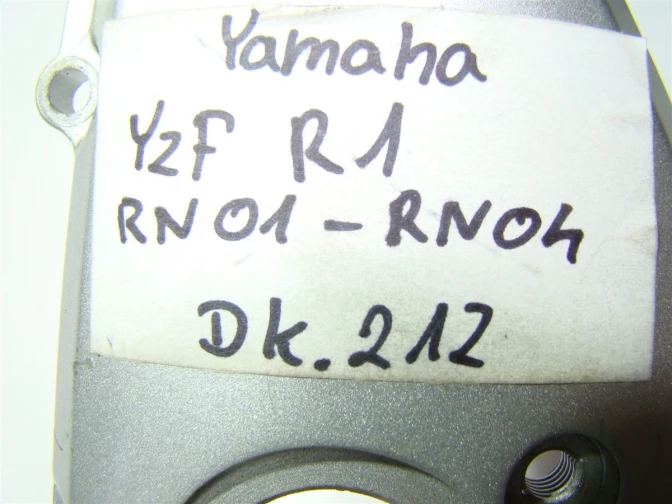 Yamaha
YZF R1
RN01-RN04
DK.212